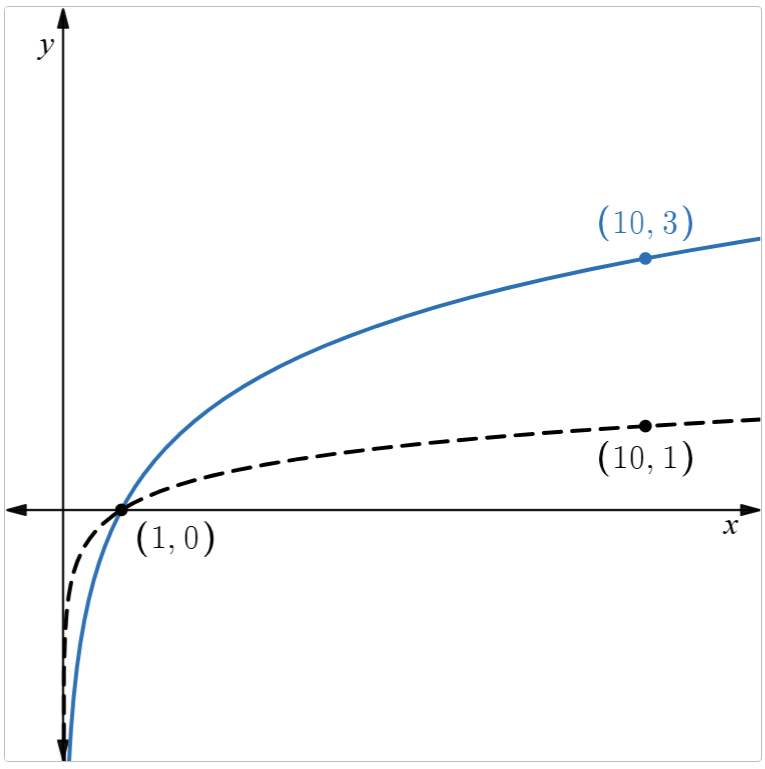 y
(10, 3)
(10, 1)
(1, 0)
x